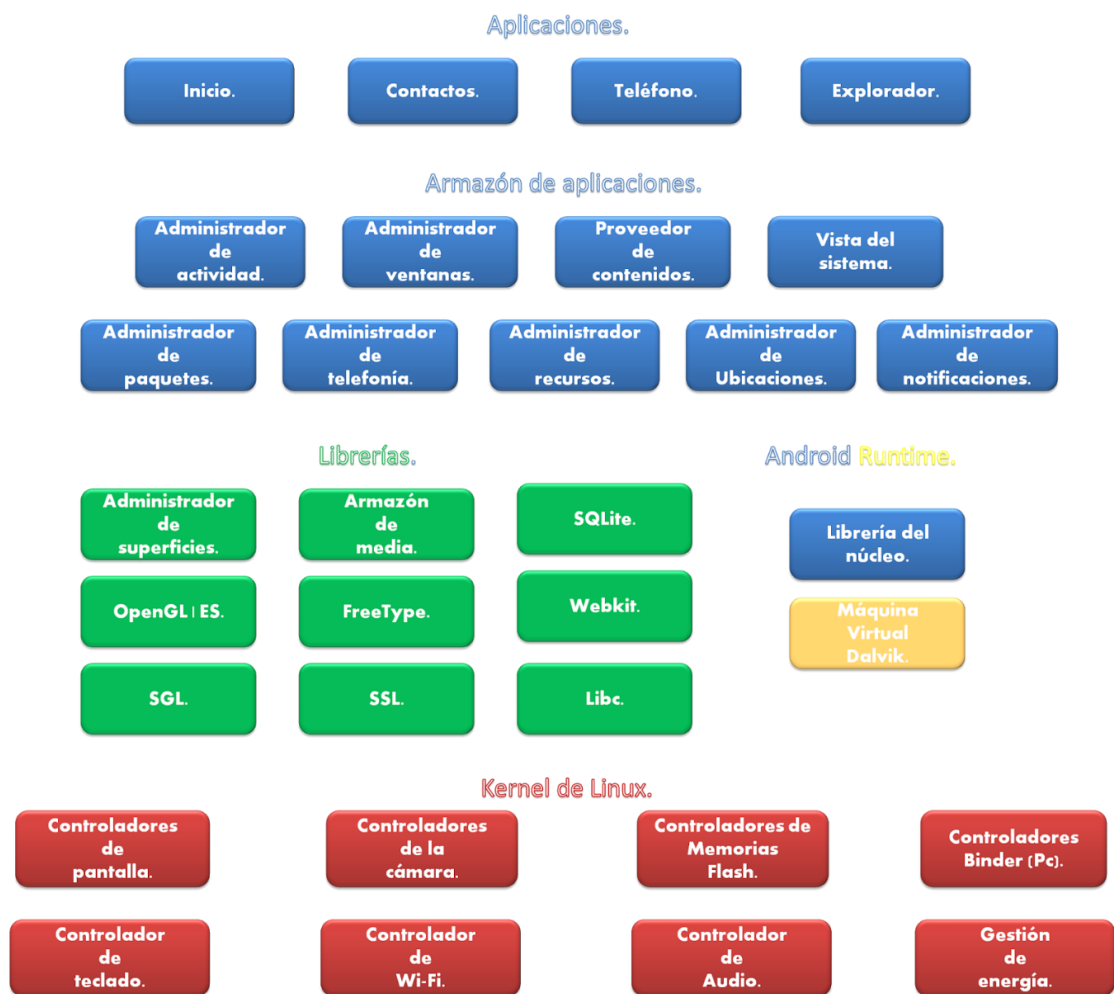 Aplicaciones.
Inicio.
Contactos.
Teléfono.
Explorador.
Armazón de aplicaciones.
Administrador
de
actividad.
Administrador
de
ventanas.
Proveedor
de
contenidos.
Vista del
sistema.
Administrador
de
paquetes.
Administrador
de
telefonía.
Administrador
de
recursos.
Administrador
de
Ubicaciones.
Administrador
de
notificaciones.
Librerías.
Administrador
de
superficies.
Armazón
de
media.
SQLite.
OpenGL|ES.
FreeType.
Webkit.
SGL.
SSL.
Libc.
Android Runtime.
Librería del
núcleo.
Máquina
Virtual
Dalvik.
Kernel de Linux.
Controladores
de
pantalla.
Controladores
de la
cámara.
Controladores de
Memorias
Flash.
Controladores
Binder (Pc).
Controlador
de
teclado.
Controlador
de
Wi-Fi.
Controlador
de
Audio.
Gestión
de
energía.